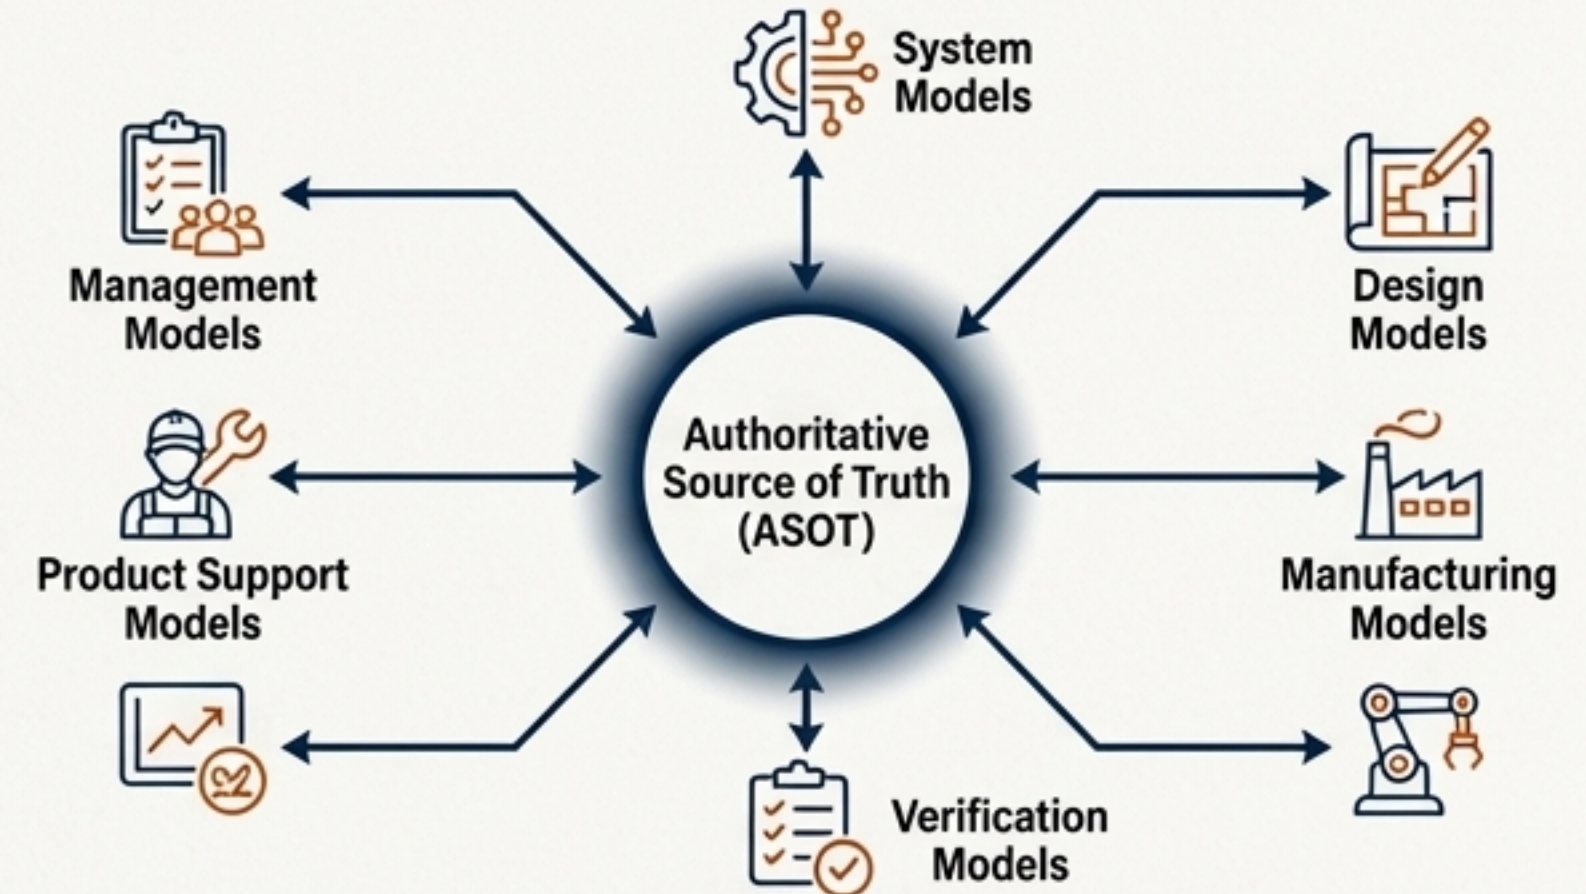 System
Models
Management
Models
Design
Models
Authoritative
Source of Truth
(ASOT)
Product Support
Models
Manufacturing
Models
Verification
Models